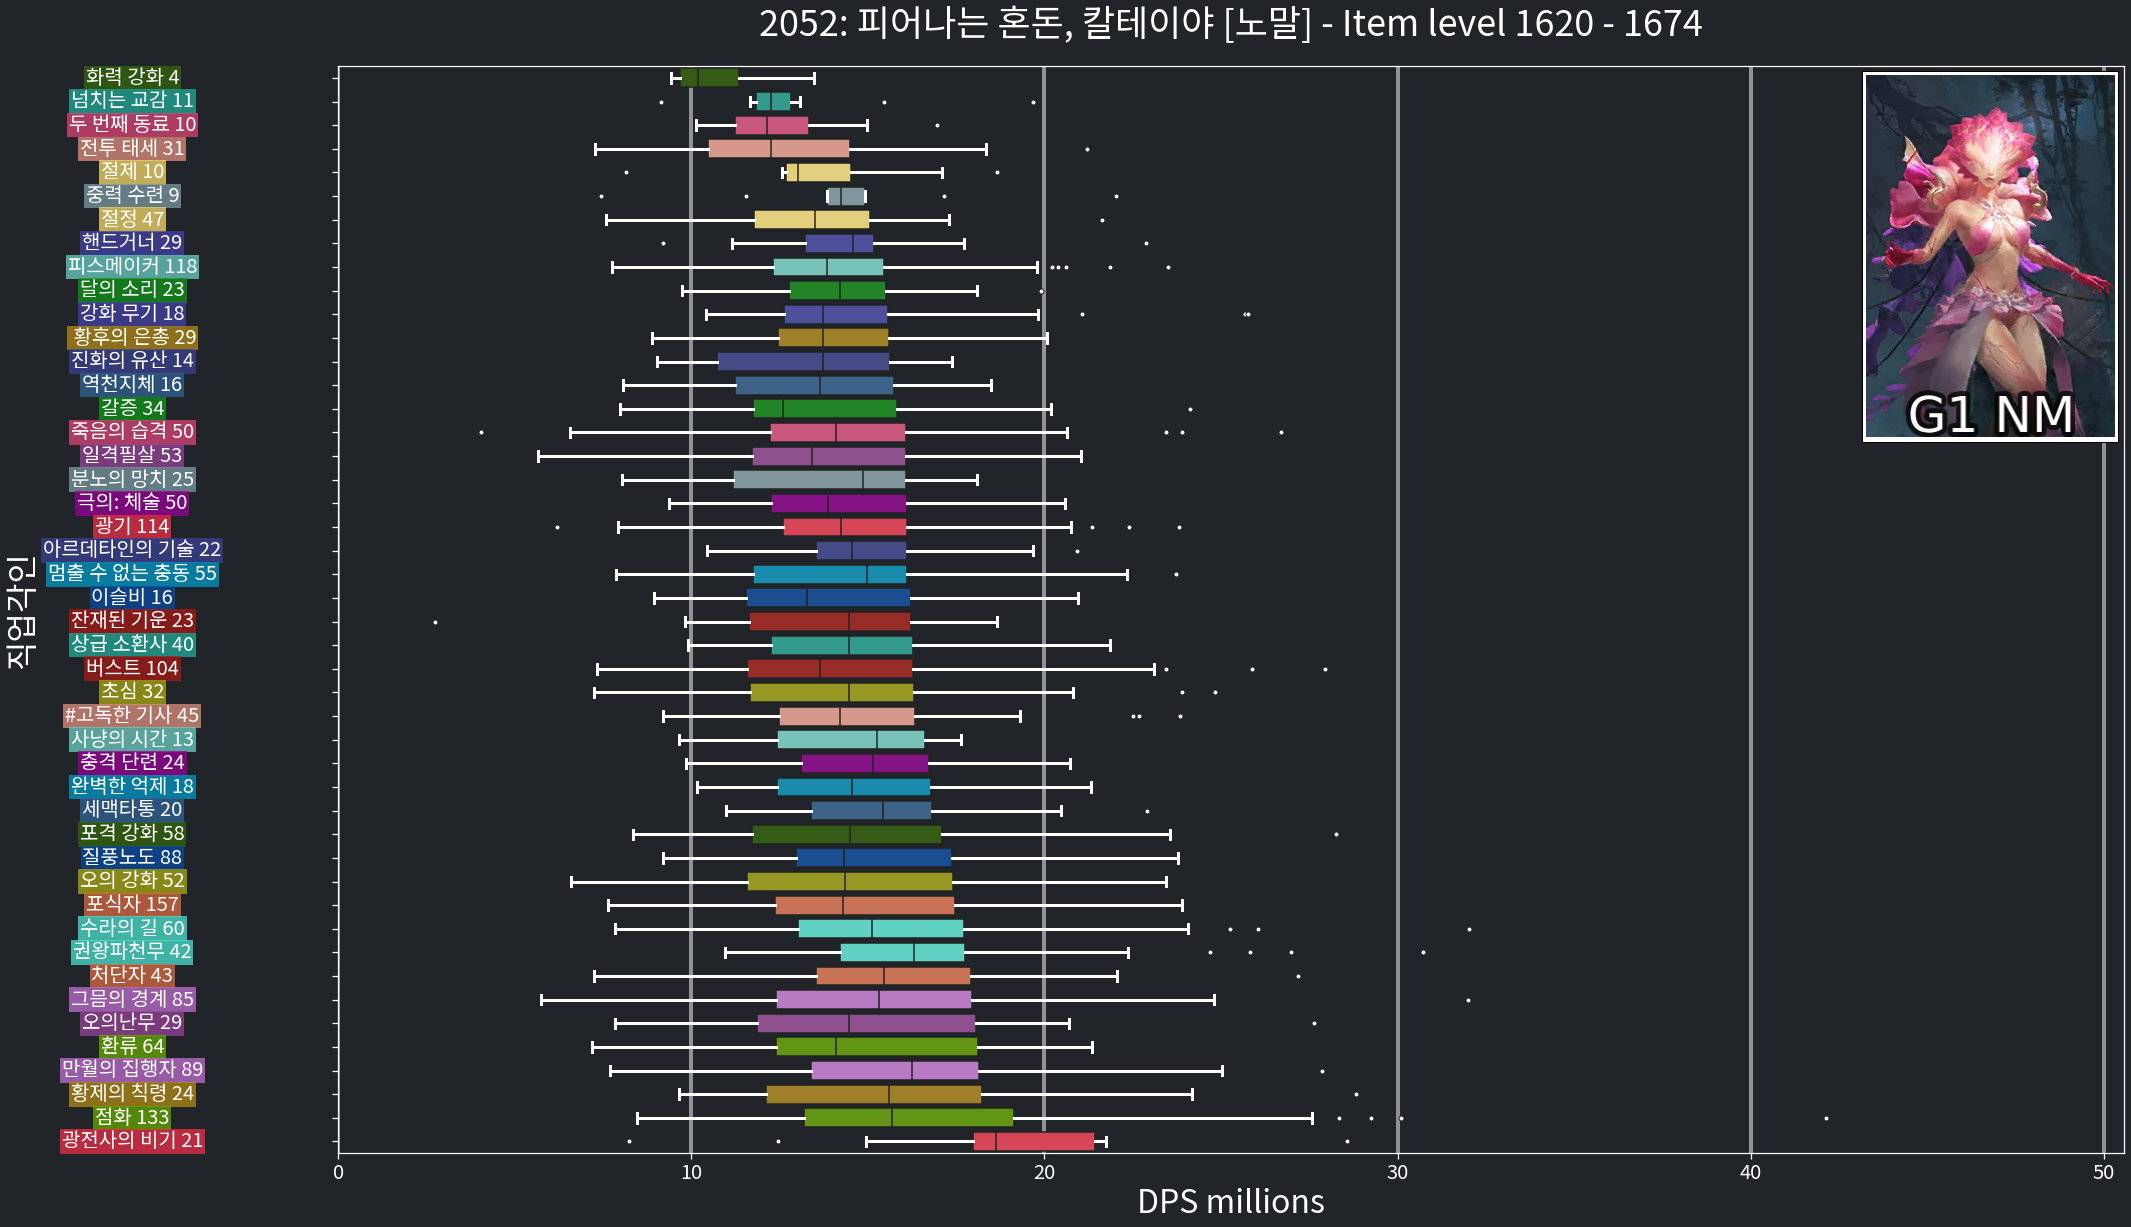 2052: 피어나는 혼돈, 칼테이야 [노말] - Item level 1620 - 1674
화력 강화 4
넘치는 교감 11
두 번째 동료 10
전투 태세 31
절제 10
중력 수련 9
절정 47
핸드거너 29
피스메이커 118
달의 소리 23
강화 무기 18
황후의 은총 29
진화의 유산 14
역천지체 16
갈증 34
죽음의 습격 50
일격필살 53
분노의 망치 25
극의: 체술 50
광기 114
아르데타인의 기술 22
멈출 수 없는 충동 55
이슬비 16
잔재된 기운 23
상급 소환사 40
버스트 104
초심 32
#고독한 기사 45
사냥의 시간 13
충격 단련 24
완벽한 억제 18
세맥타통 20
포격 강화 58
질풍노도 88
오의 강화 52
포식자 157
수라의 길 60
권왕파천무 42
처단자 43
그믐의 경계 85
오의난무 29
환류 64
만월의 집행자 89
황제의 칙령 24
점화 133
광전사의 비기 21
직업각인
G1 NM
0 10 20 30 40 50
DPS millions